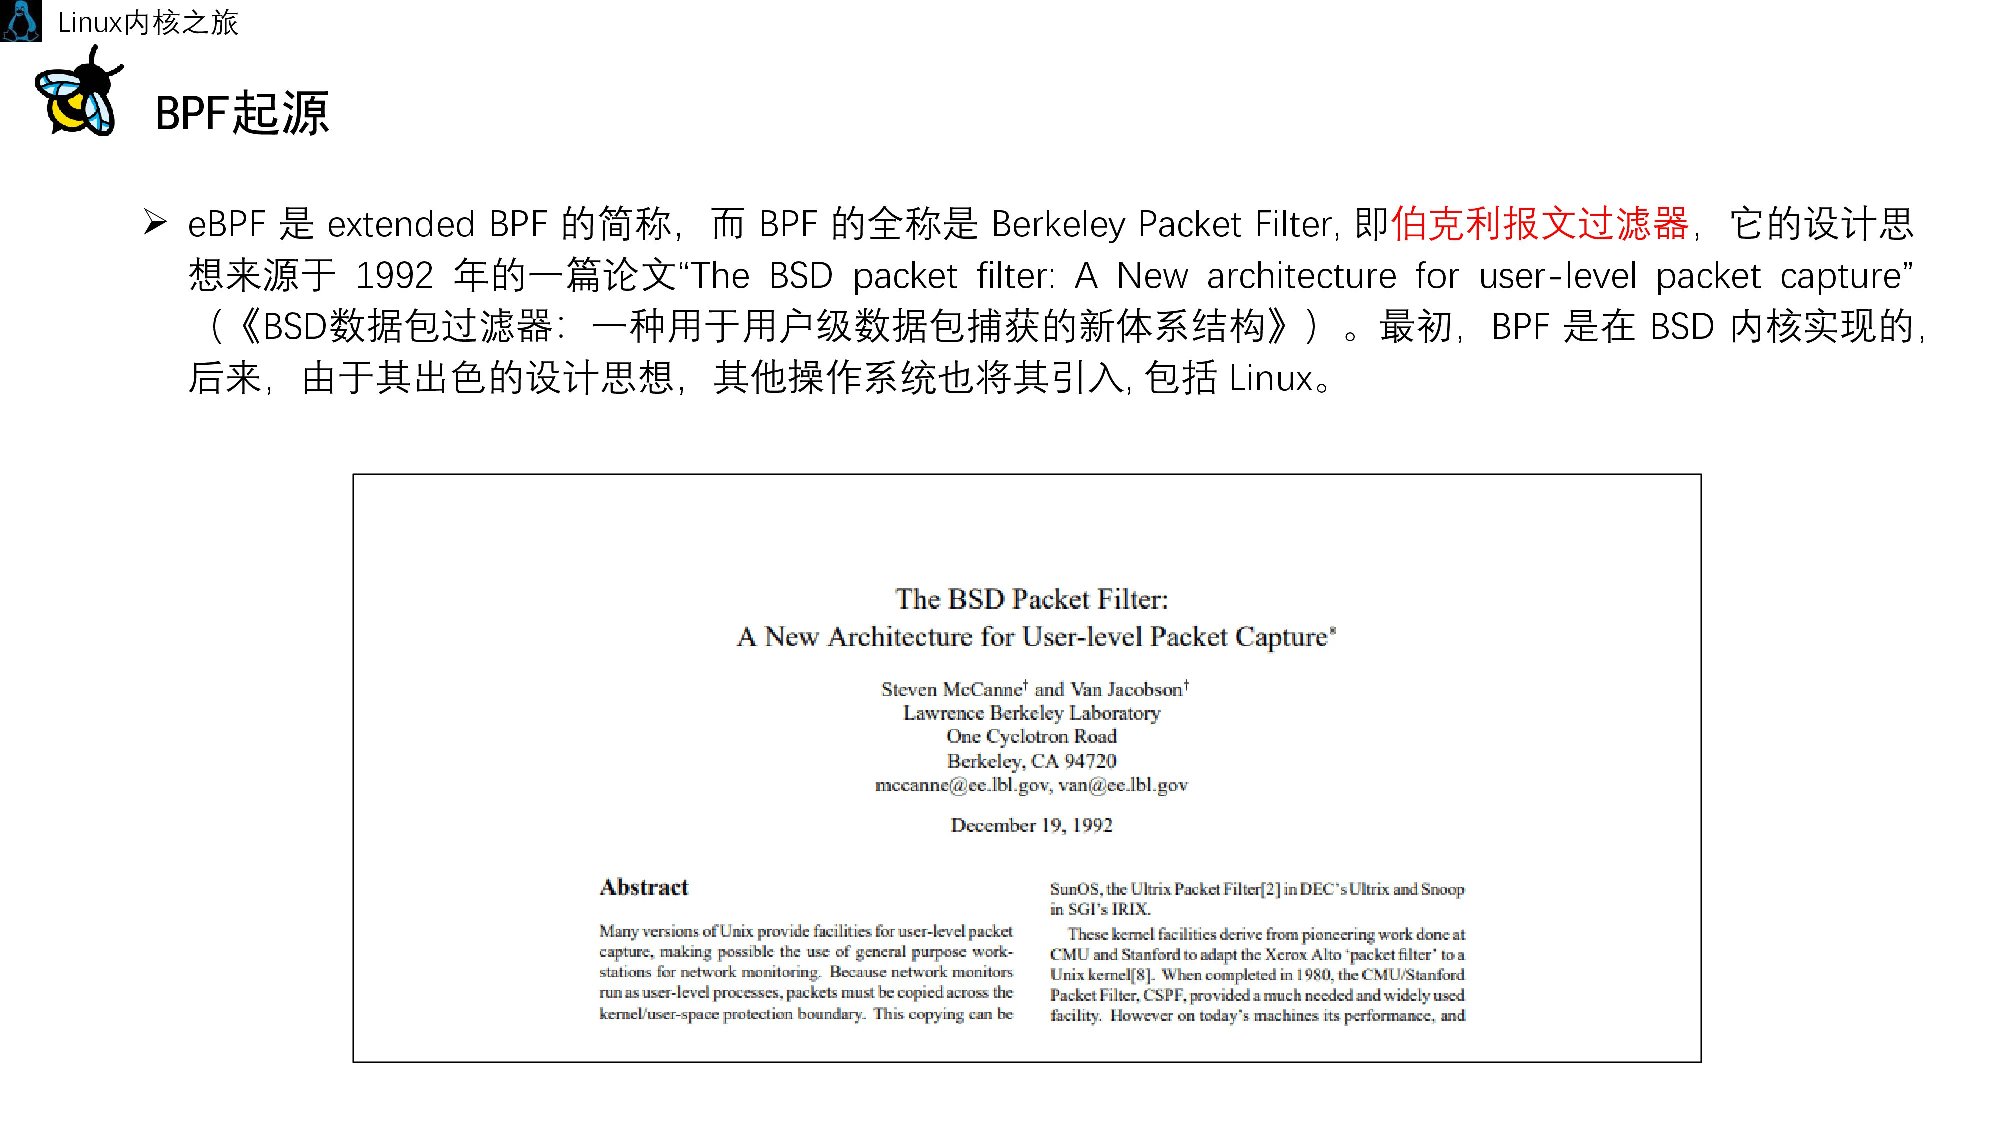 Linux内核之旅
BPF起源
eBPF 是 extended BPF 的简称，而 BPF 的全称是 Berkeley Packet Filter, 即伯克利报文过滤器，它的设计思
想来源于 1992 年的一篇论文“The BSD packet filter: A New architecture for user-level packet capture”
（《BSD数据包过滤器：一种用于用户级数据包捕获的新体系结构》）。最初，BPF 是在 BSD 内核实现的，
后来，由于其出色的设计思想，其他操作系统也将其引入, 包括 Linux。
The BSD Packet Filter:
A New Architecture for User-level Packet Capture*
Steven McCanne† and Van Jacobson†
Lawrence Berkeley Laboratory
One Cyclotron Road
Berkeley, CA 94720
mccanne@ee.lbl.gov, van@ee.lbl.gov
December 19, 1992
Abstract
Many versions of Unix provide facilities for user-level packet
capture, making possible the use of general purpose work-
stations for network monitoring. Because network monitors
run as user-level processes, packets must be copied across the
kernel/user-space protection boundary. This copying can be
SunOS, the Ultrix Packet Filter[2] in DEC's Ultrix and Snoop
in SGI's IRIX.
These kernel facilities derive from pioneering work done at
CMU and Stanford to adapt the Xerox Alto 'packet filter' to a
Unix kernel[8]. When completed in 1980, the CMU/Stanford
Packet Filter, CSPF, provided a much needed and widely used
facility. However on today's machines its performance, and